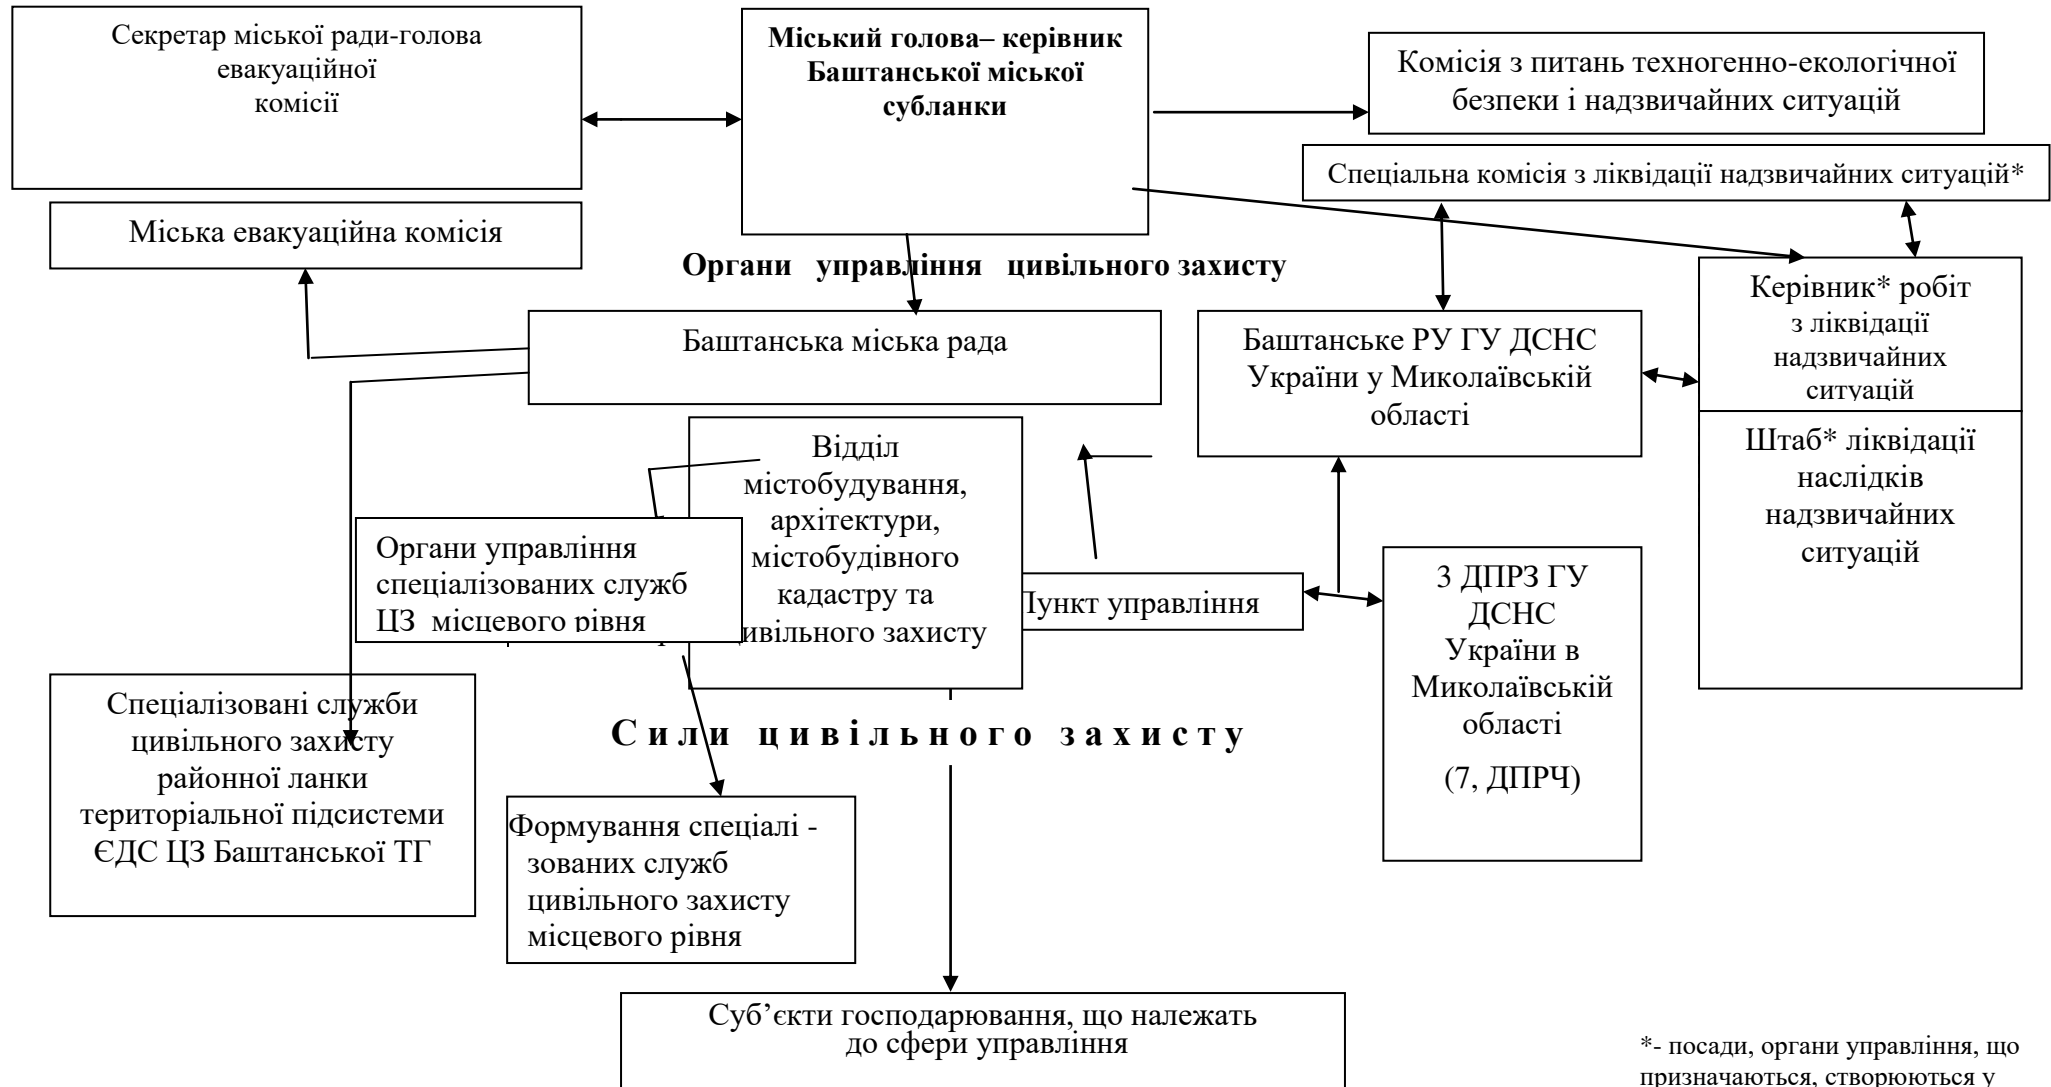 Секретар міської ради-голова
евакуаційної
комісії
Міський голова– керівник
Баштанської міської
субланки
Комісія з питань техногенно-екологічної
безпеки і надзвичайних ситуацій
Спеціальна комісія з ліквідації надзвичайних ситуацій*
Міська евакуаційна комісія
Органи управління цивільного захисту
Керівник* робіт
з ліквідації
надзвичайних
ситуацій
Баштанська міська рада
Баштанське РУ ГУ ДСНС
України у Миколаївській
області
Штаб* ліквідації
наслідків
надзвичайних
ситуацій
Відділ
містобудування,
архітектури,
містобудівного
кадастру та
ивільного захисту
Органи управління
спеціалізованих служб
ЦЗ місцевого рівня
Пункт управління
3 ДПРЗ ГУ
ДСНС
України в
Миколаївській
області
(7, ДПРЧ)
Спеціалізовані служби
цивільного захисту
районної ланки
територіальної підсистеми
ЄДС ЦЗ Баштанської ТГ
Сили цивільного захисту
Формування спеціалі -
зованих служб
цивільного захисту
місцевого рівня
Суб’єкти господарювання, що належать
до сфери управління
*- посади, органи управління, що
призначаються, створюються у